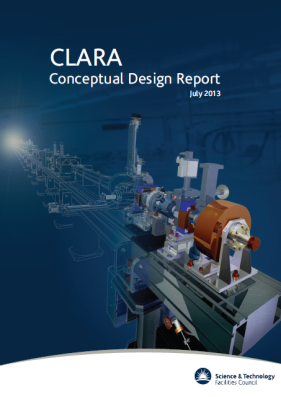 CLARA
Conceptual Design Report
July 2013
Science & Technology
Facilities Council